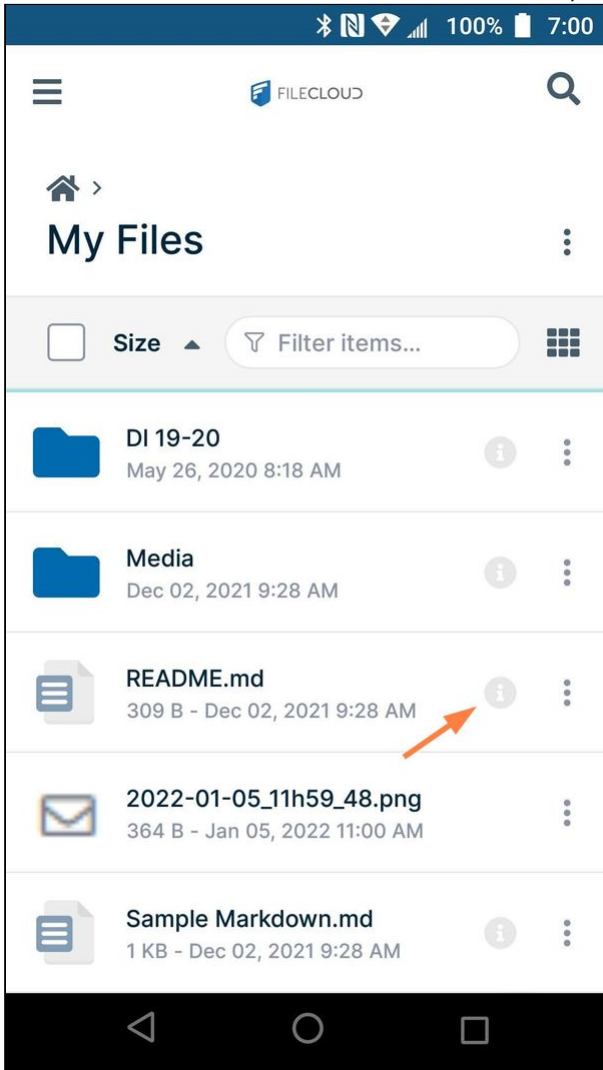 100% 7:00
FILECLOUD
My Files
Size Filter items...
DI 19-20
May 26, 2020 8:18 AM
Media
Dec 02, 2021 9:28 AM
README.md
309 B - Dec 02, 2021 9:28 AM
2022-01-05_11h59_48.png
364 B - Jan 05, 2022 11:00 AM
Sample Markdown.md
1 KB - Dec 02, 2021 9:28 AM